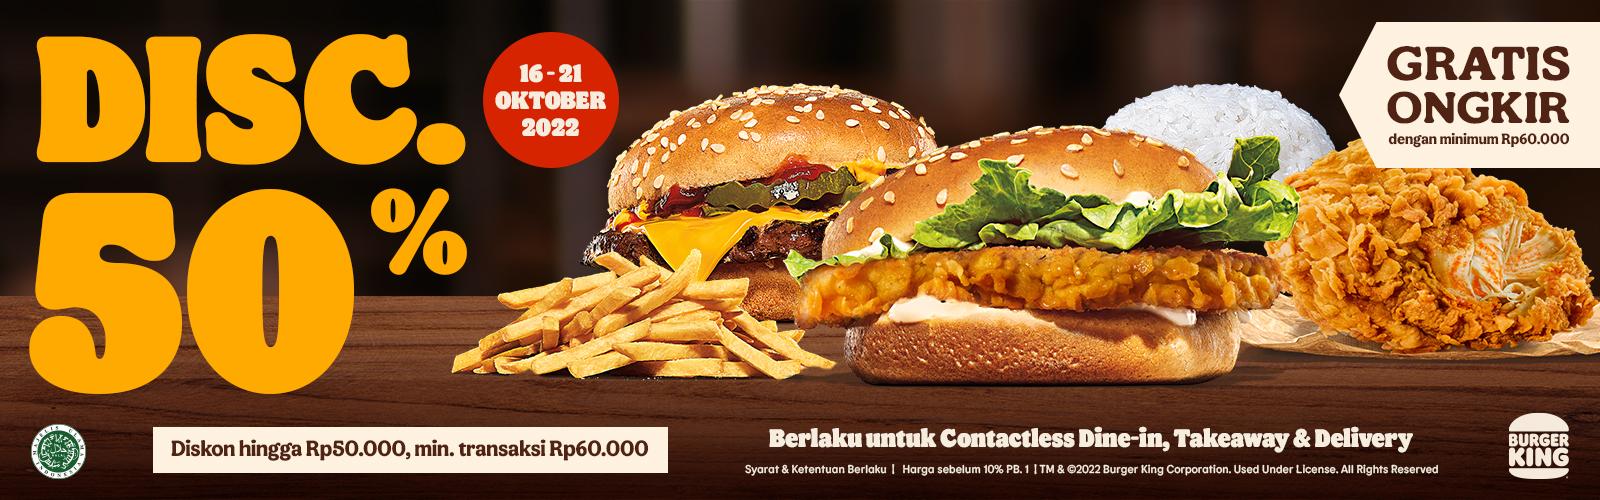 DISC.
50%
16 - 21
OKTOBER
2022
GRATIS
ONGKIR
dengan minimum Rp60.000
Diskon hingga Rp50.000, min. transaksi Rp60.000
Berlaku untuk Contactless Dine-in, Takeaway & Delivery
Syarat & Ketentuan Berlaku | Harga sebelum 10% PB. 1 | TM & ©2022 Burger King Corporation. Used Under License. All Rights Reserved
BURGER
KING